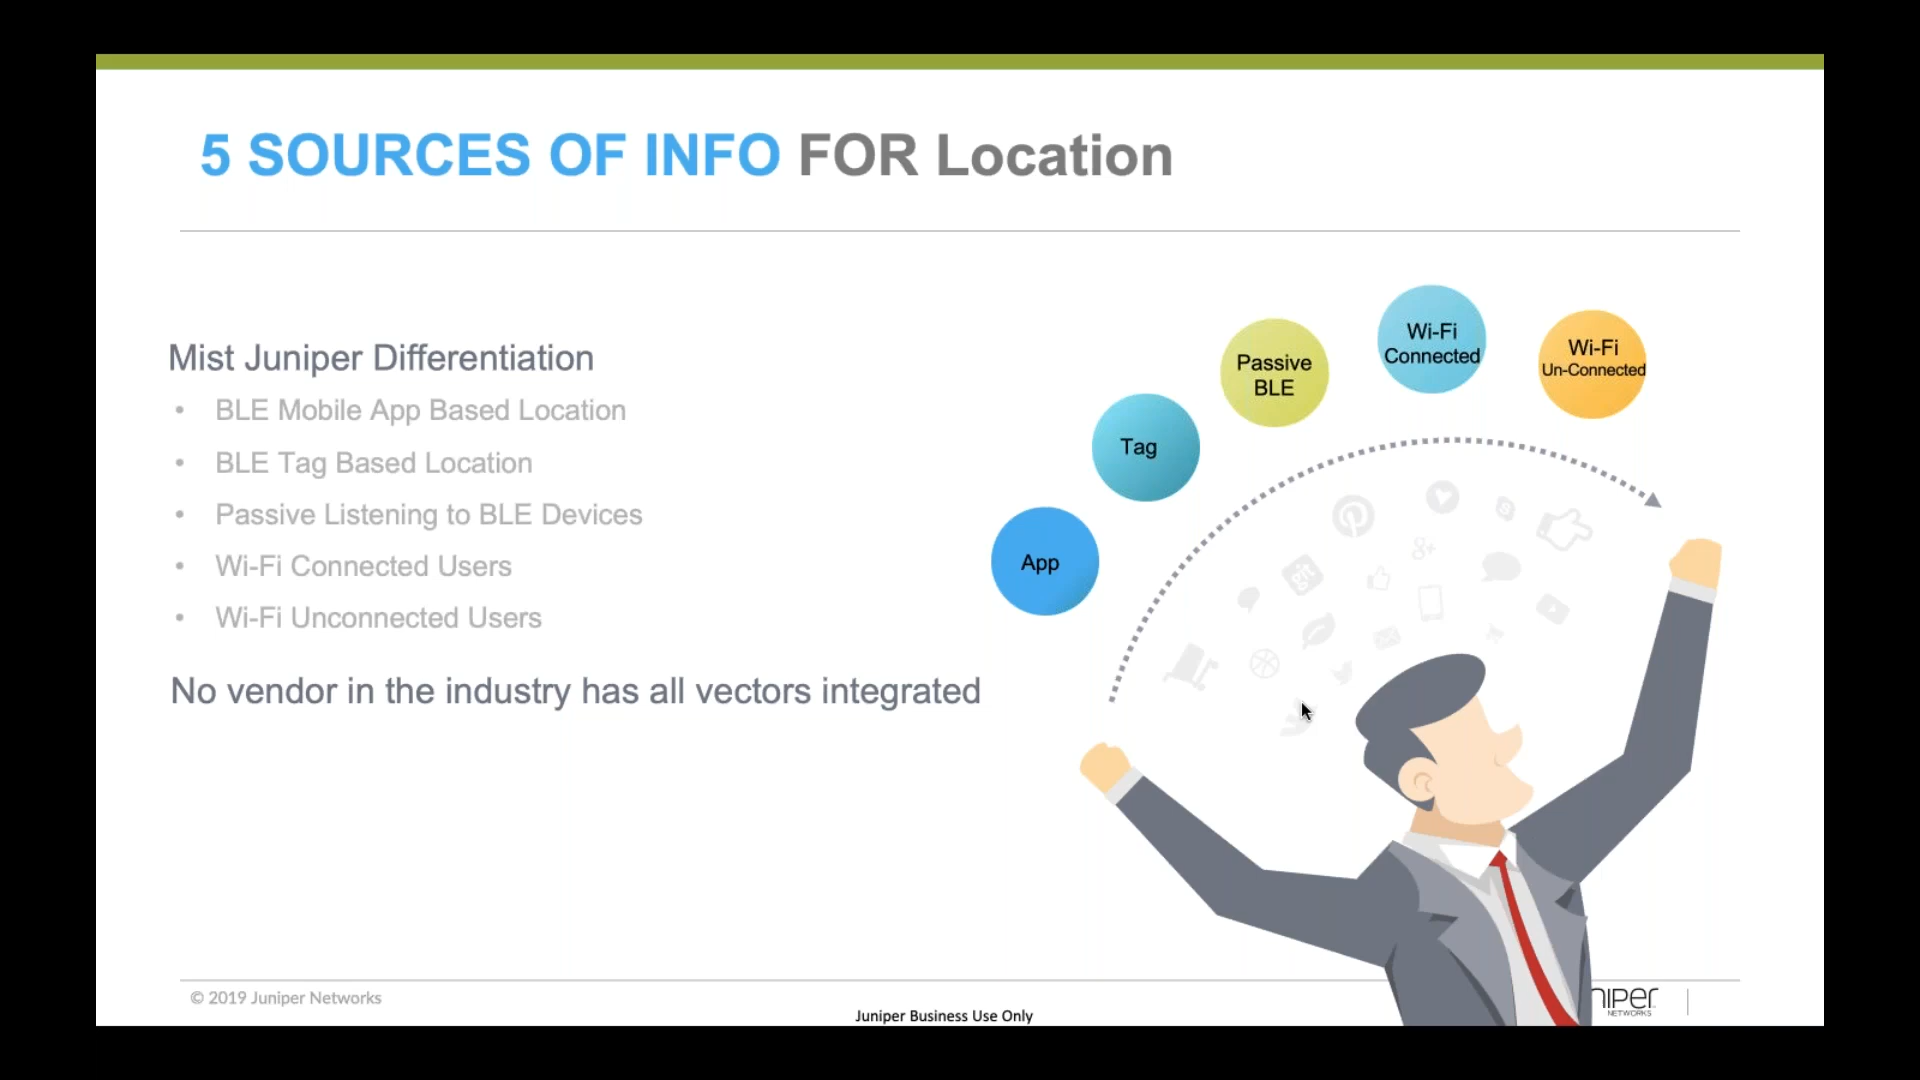 5 SOURCES OF INFO FOR Location
Mist Juniper Differentiation
• BLE Mobile App Based Location
• BLE Tag Based Location
• Passive Listening to BLE Devices
• Wi-Fi Connected Users
• Wi-Fi Unconnected Users
No vendor in the industry has all vectors integrated
App
Tag
Passive
BLE
Wi-Fi
Connected
Wi-Fi
Un-Connected
git
g+
© 2019 Juniper Networks
Juniper Business Use Only
niper
NETWORKS